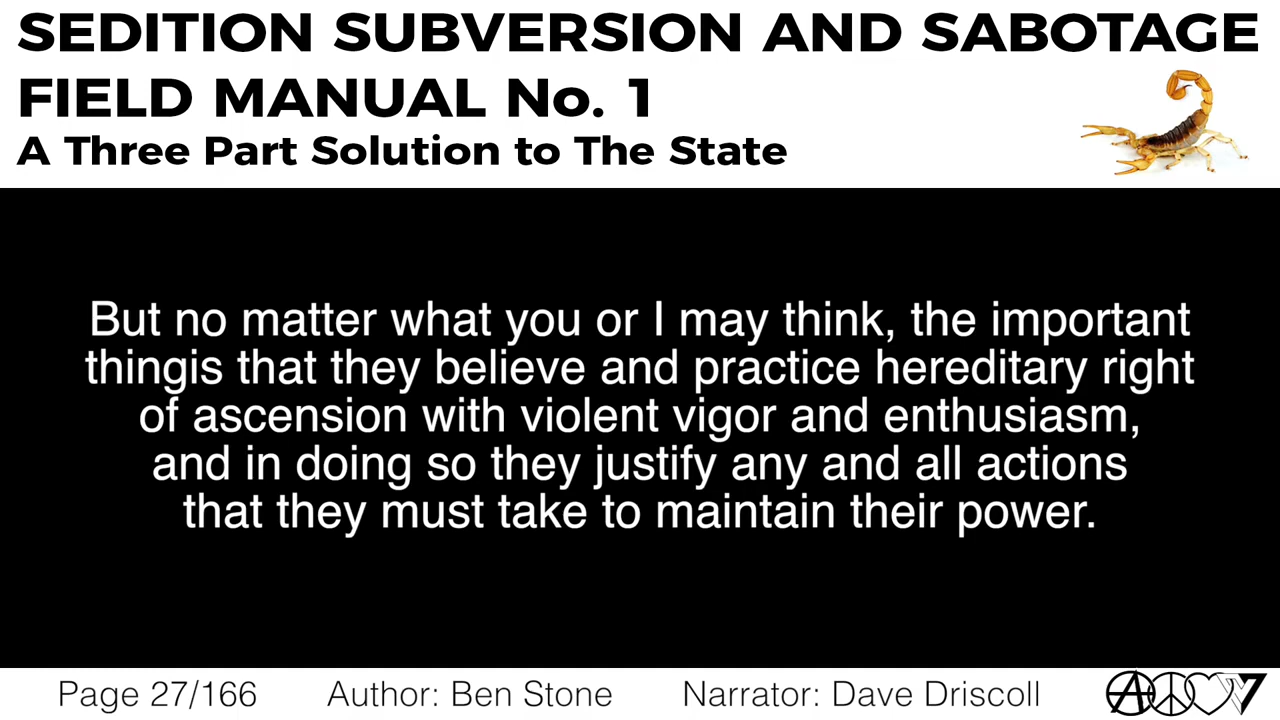 SEDITION SUBVERSION AND SABOTAGE
FIELD MANUAL No. 1
A Three Part Solution to The State
But no matter what you or I may think, the important
thingis that they believe and practice hereditary right
of ascension with violent vigor and enthusiasm,
and in doing so they justify any and all actions
that they must take to maintain their power.
Page 27/166 Author: Ben Stone Narrator: Dave Driscoll